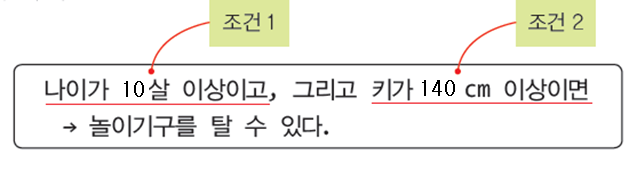 조건 1
조건 2
나이가 10살 이상이고, 그리고 키가 140 cm 이상이면
→ 놀이기구를 탈 수 있다.